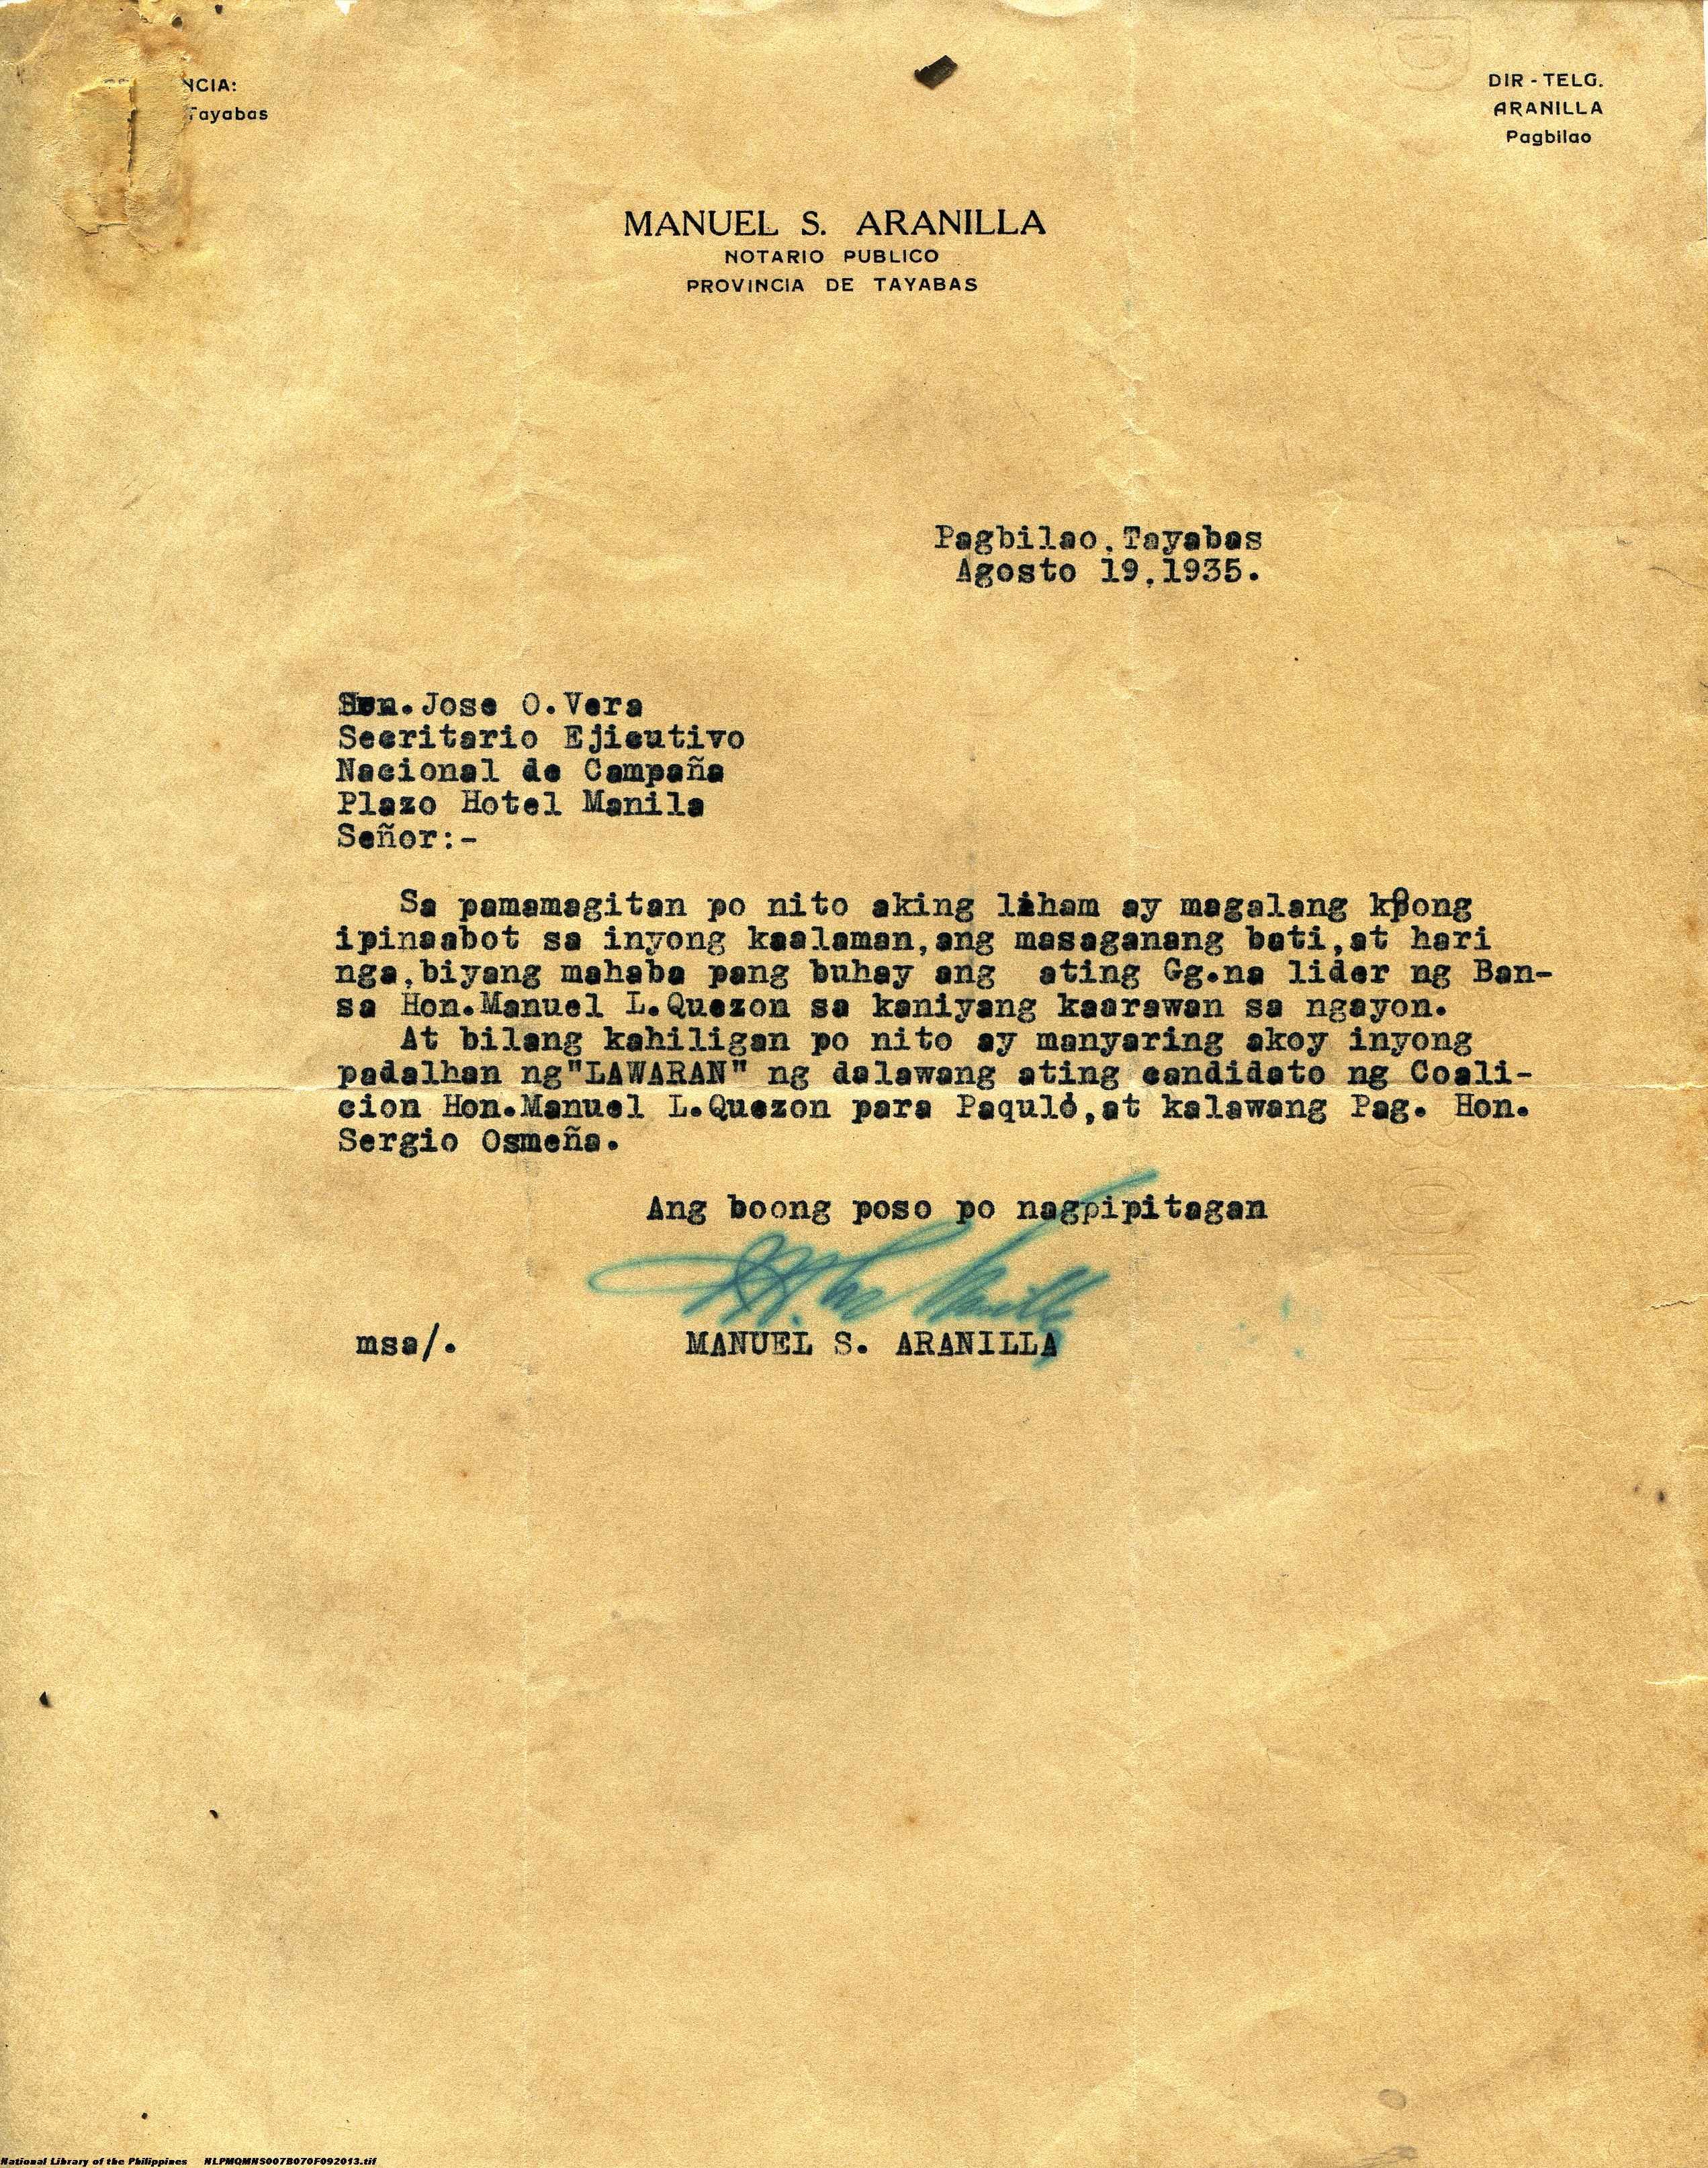 NCIA:
Tayabas
DIR - TELG.
ARANILLA
Pagbilao
MANUEL S. ARANILLA
NOTARIO PUBLICO
PROVINCIA DE TAYABAS
Pagbilao, Tayabas
Agosto 19,1935.
Jose O.Vera
Secritario Ejicutivo
Nacional de Campaña
Plazo Hotel Manila
Señor:-
Sa pamamagitan po nito aking liham ay magalang kpong
ipinaabot sa inyong kaalaman,ang masaganang bati,at hari
nga,biyang mahaba pang buhay ang ating Gg.na lider ng Ban-
sa Hon.Manuel L.Quezon sa kaniyang kaarawan sa ngayon.
At bilang kahiligan po nito ay manyaring akoy inyong
padalhan ng"LAWARAN" ng dalawang ating candidato ng Coali-
cion Hon.Manuel L.Quezon para Paquló,at kalawang Pag. Hon.
Sergio Osmeña.
Ang boong poso po nagpipitagan
msa/.
MANUEL S. ARANILLA
National Library of the Philippines NLPMQMNS007B070F092013.tif